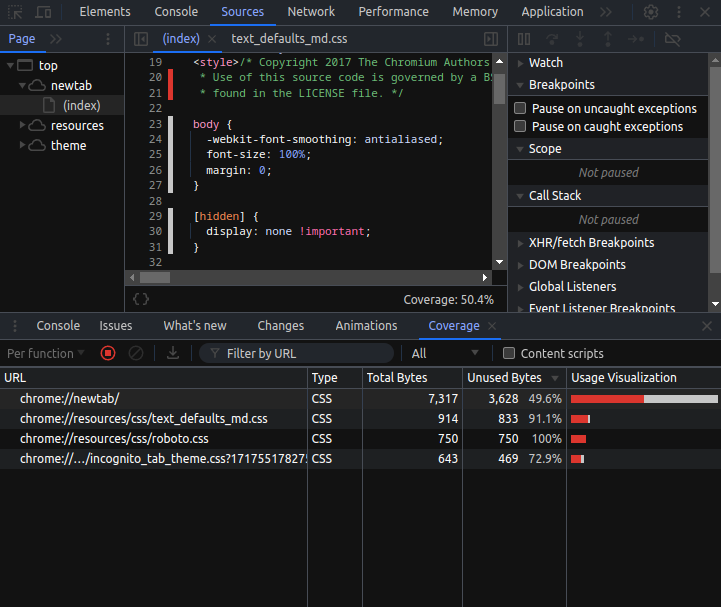 Elements Console Sources Network Performance Memory Application
Page
(index) text_defaults_md.css
top
newtab
(index)
resources
theme
19 <style>/* Copyright 2017 The Chromium Authors
20 * Use of this source code is governed by a BS
21 * found in the LICENSE file. */
22
23 body {
24 -webkit-font-smoothing: antialiased;
25 font-size: 100%;
26 margin: 0;
27 }
28
29 [hidden] {
30 display: none !important;
31 }
32
{} Coverage: 50.4%
Watch
Breakpoints
Pause on uncaught exceptions
Pause on caught exceptions
Scope
Not paused
Call Stack
Not paused
XHR/fetch Breakpoints
DOM Breakpoints
Global Listeners
Event Listener Breakpoints
Console Issues What's new Changes Animations Coverage
Per function Filter by URL All Content scripts
URL Type Total Bytes Unused Bytes Usage Visualization
chrome://newtab/ CSS 7,317 3,628 49.6%
chrome://resources/css/text_defaults_md.css CSS 914 833 91.1%
chrome://resources/css/roboto.css CSS 750 750 100%
chrome://…/incognito_tab_theme.css?171755178275 CSS 643 469 72.9%